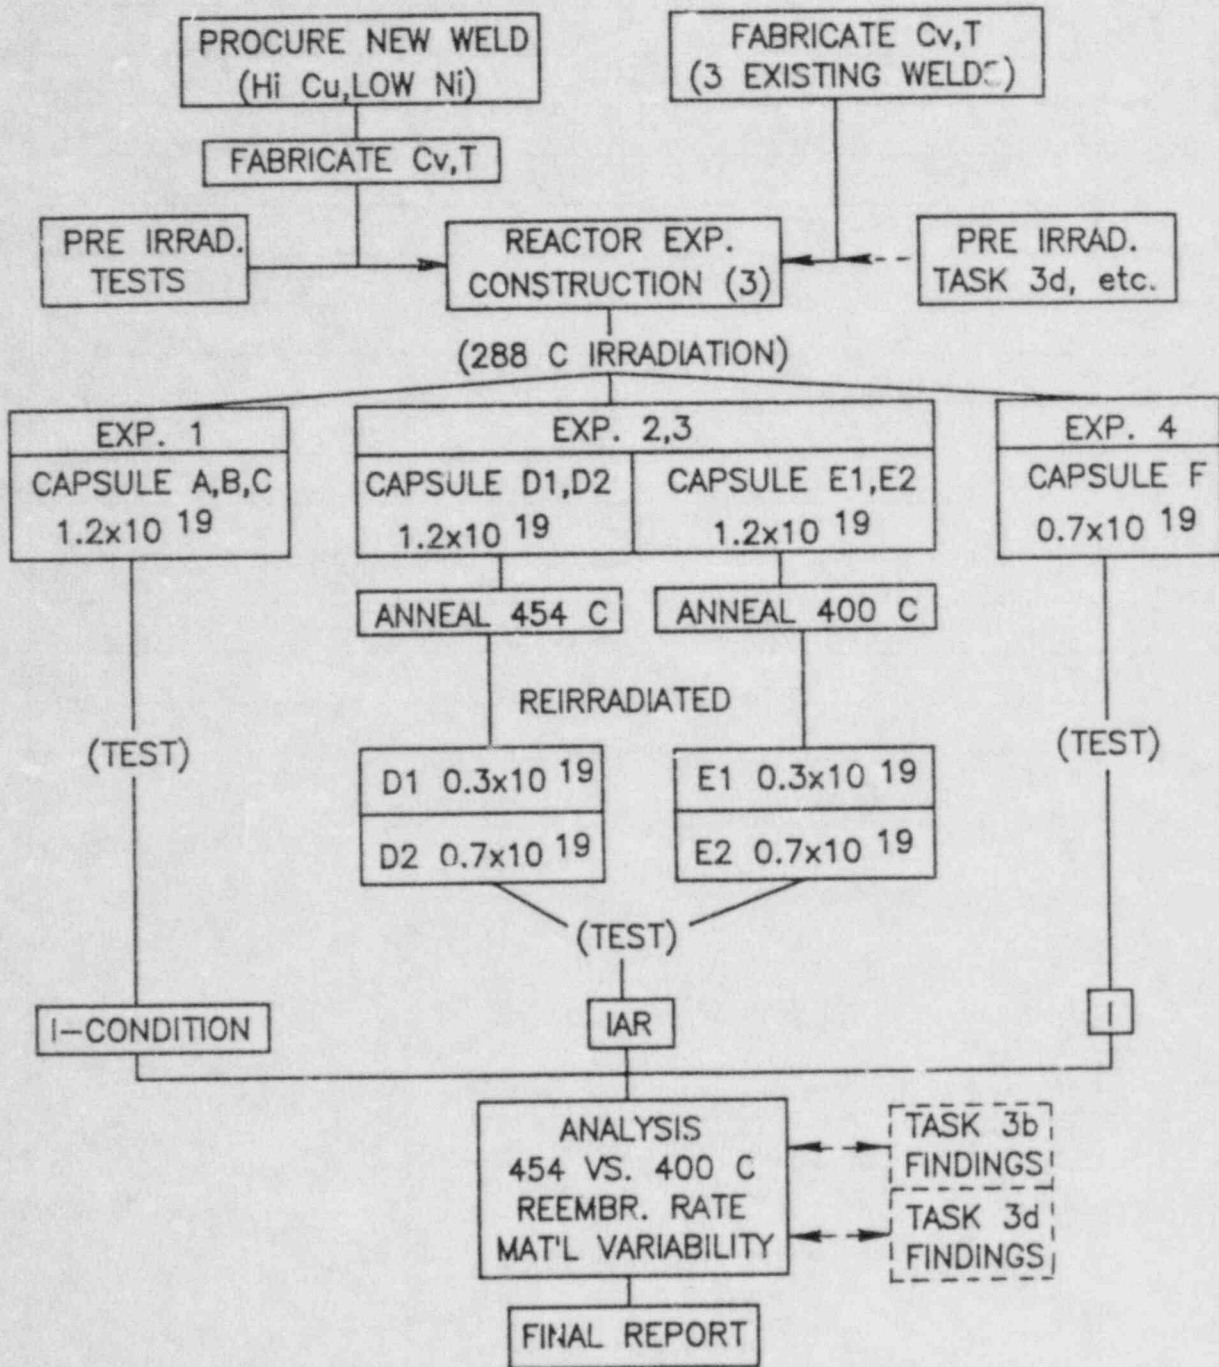 PROCURE NEW WELD
(Hi Cu,LOW Ni)
FABRICATE Cv,T
(3 EXISTING WELDS)
FABRICATE Cv,T
PRE IRRAD.
TESTS
REACTOR EXP.
CONSTRUCTION (3)
PRE IRRAD.
TASK 3d, etc.
(288 C IRRADIATION)
EXP. 1
CAPSULE A,B,C
1.2x10 19
EXP. 2,3
CAPSULE D1,D2
1.2x10 19
CAPSULE E1,E2
1.2x10 19
EXP. 4
CAPSULE F
0.7x10 19
ANNEAL 454 C
ANNEAL 400 C
REIRRADIATED
(TEST)
(TEST)
D1 0.3x10 19
D2 0.7x10 19
E1 0.3x10 19
E2 0.7x10 19
(TEST)
I-CONDITION
IAR
I
ANALYSIS
454 VS. 400 C
REEMBR. RATE
MAT'L VARIABILITY
TASK 3b
FINDINGS
TASK 3d
FINDINGS
FINAL REPORT